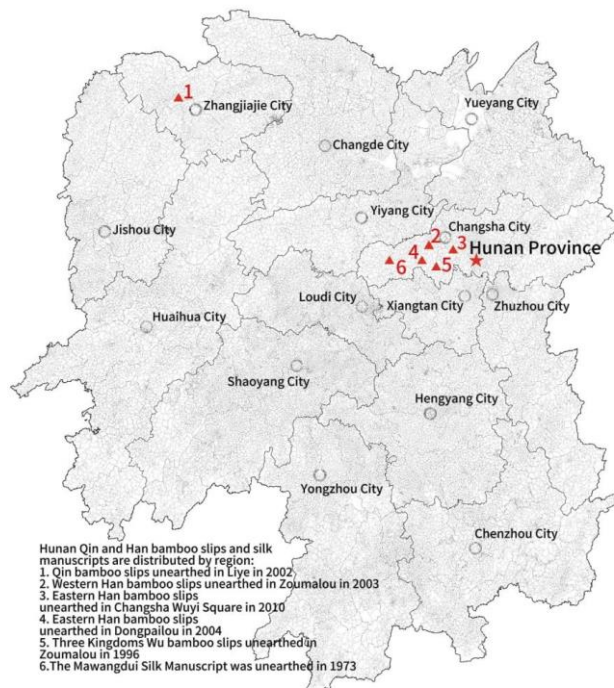 1
Zhangjiajie City
Yueyang City
Changde City
Yiyang City
Changsha City
2
3
Hunan Province
Jishou City
4
5
6
Loudi City
Xiangtan City
Zhuzhou City
Huaihua City
Shaoyang City
Hengyang City
Yongzhou City
Chenzhou City
Hunan Qin and Han bamboo slips and silk
manuscripts are distributed by region:
1. Qin bamboo slips unearthed in Liye in 2002
2. Western Han bamboo slips unearthed in Zoumalou in 2003
3. Eastern Han bamboo slips
unearthed in Changsha Wuyi Square in 2010
4. Eastern Han bamboo slips
unearthed in Dongpailou in 2004
5. Three Kingdoms Wu bamboo slips unearthed in
Zoumalou in 1996
6.The Mawangdui Silk Manuscript was unearthed in 1973